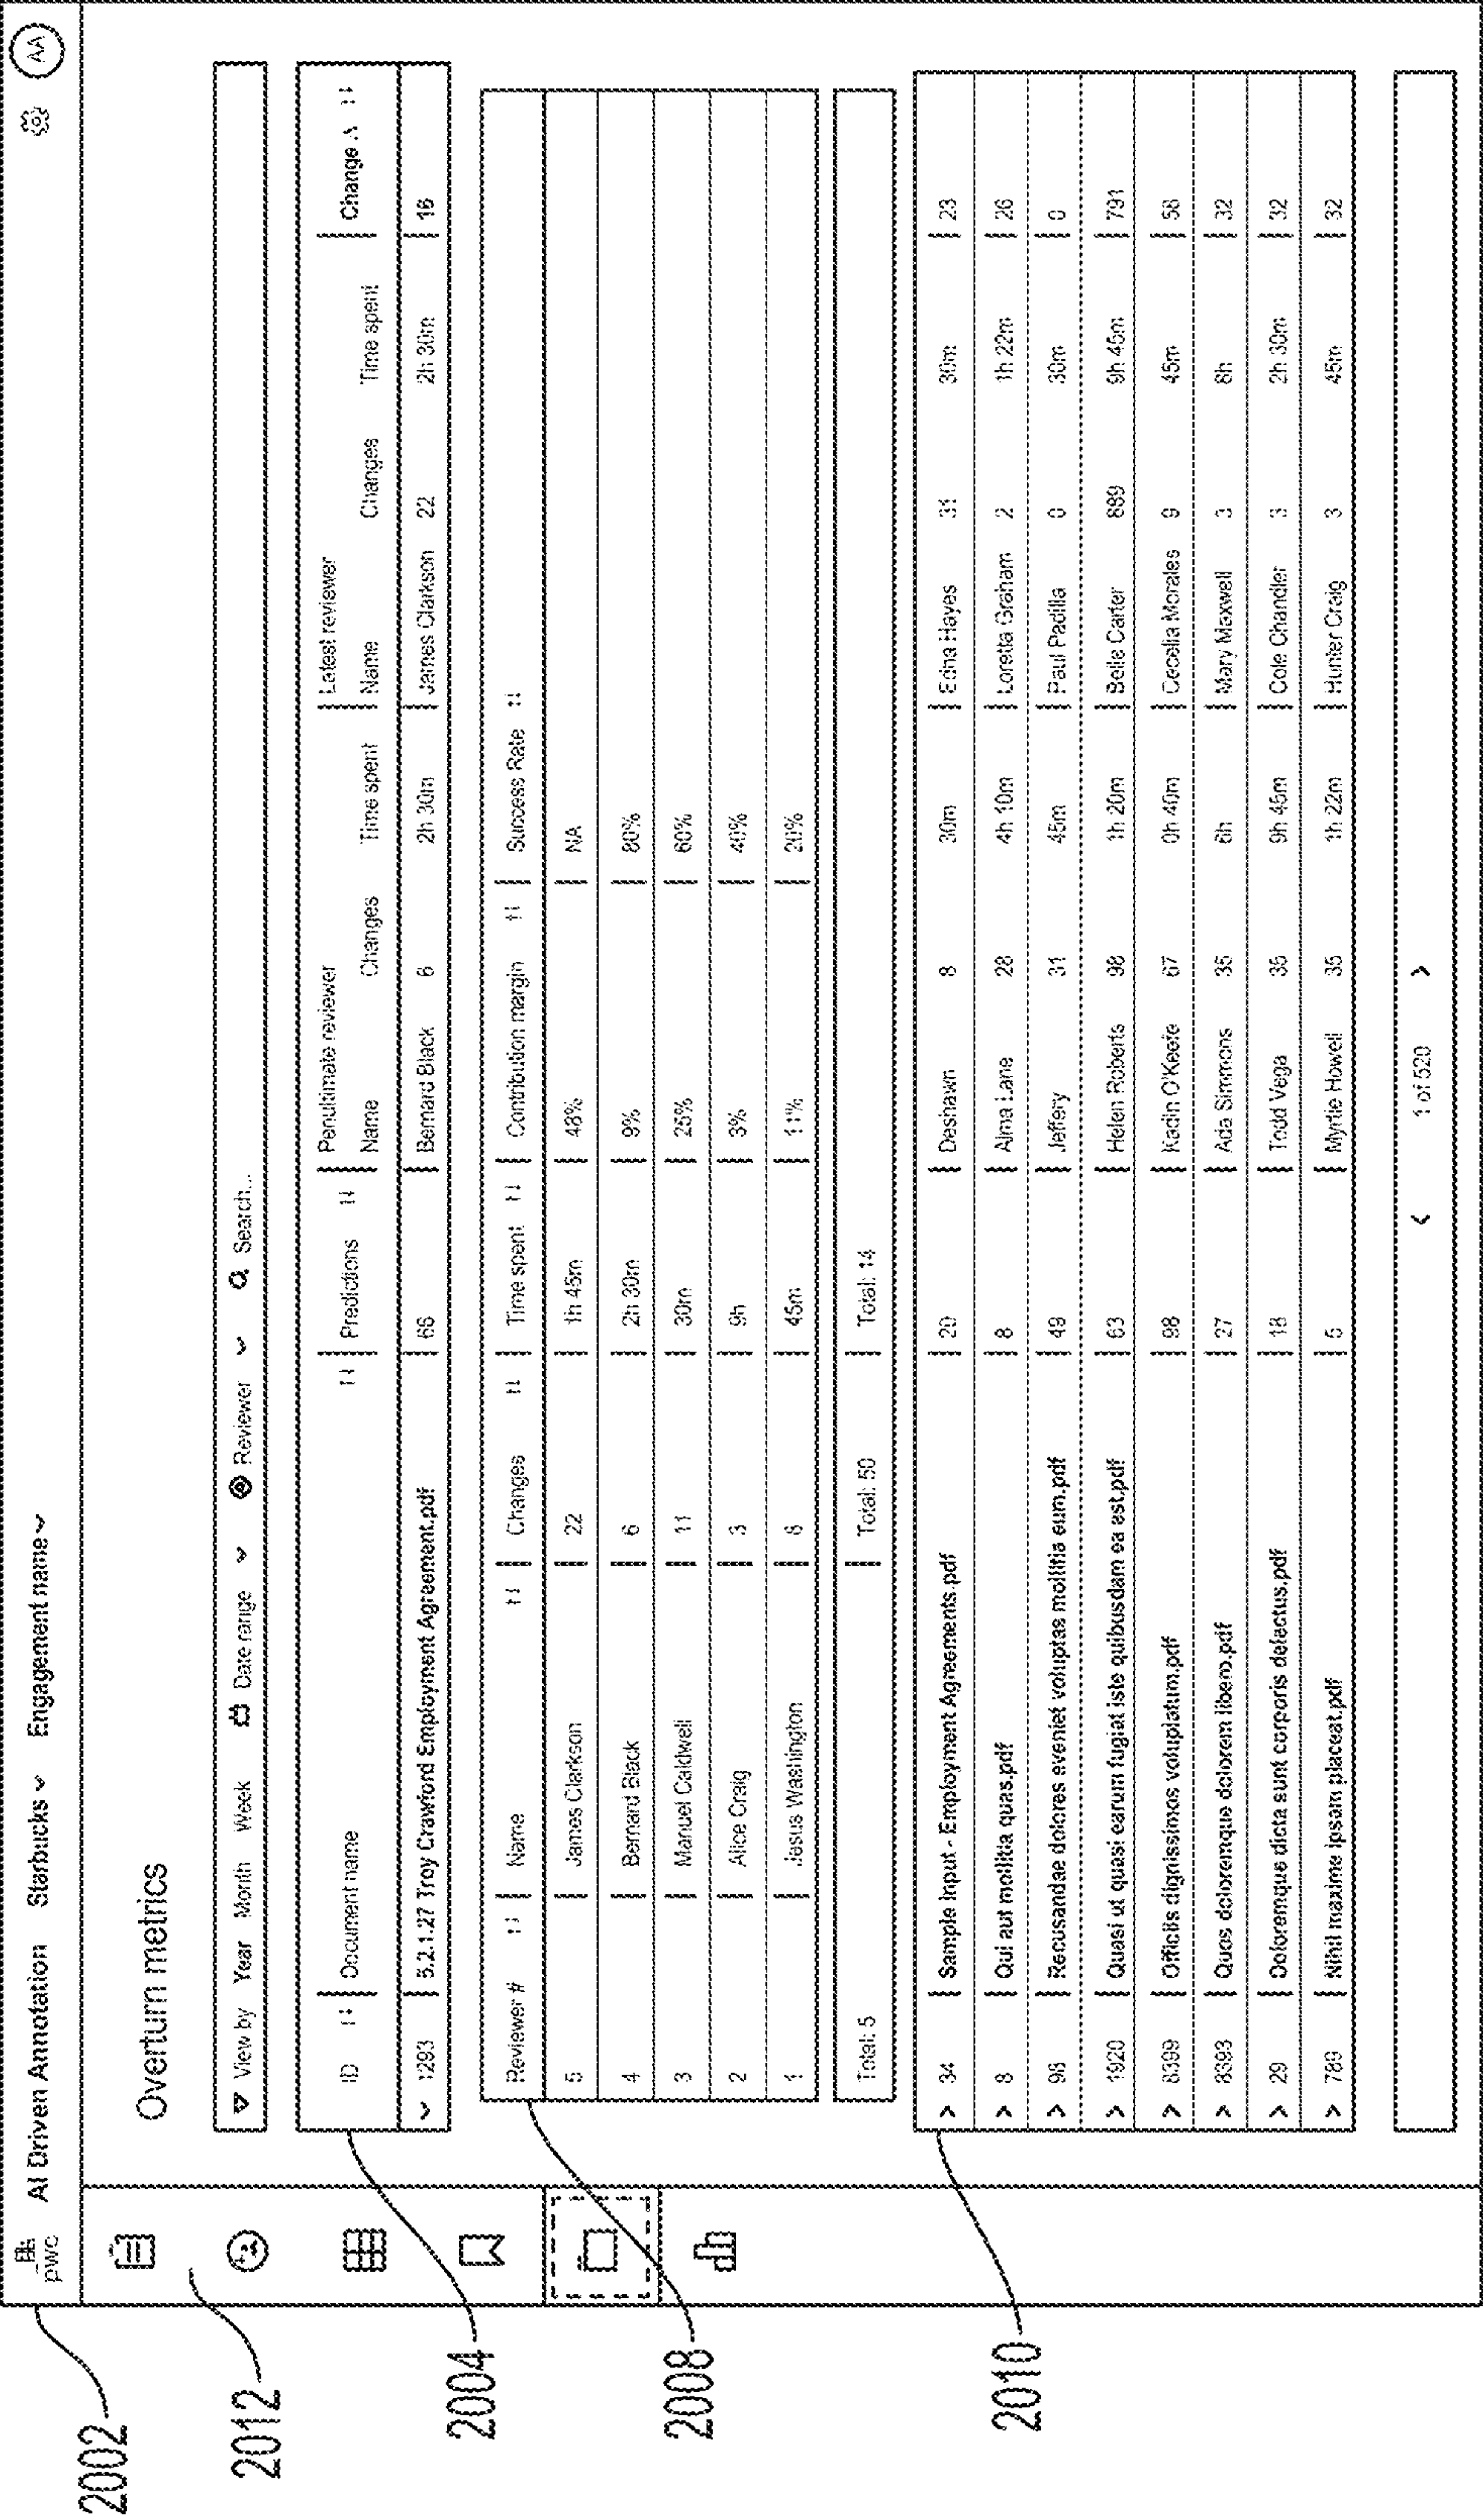 pwc AI Driven Annotation Starbucks Engagement name AA
Overturn metrics
View by Year Month Week Date range Reviewer Search...
ID Document name Predictions Penultimate reviewer Latest reviewer Change Δ
Name Changes Time spent Name Changes Time spent
1293 5.2.1.27 Troy Crawford Employment Agreement.pdf 66 Bernard Black 6 2h 30m James Clarkson 22 2h 30m 16
Reviewer # Name Changes Time spent Contribution margin Success Rate
5 James Clarkson 22 1h 45m 48% NA
4 Bernard Black 6 2h 30m 9% 80%
3 Manuel Caldwell 11 30m 25% 60%
2 Alice Craig 3 9h 3% 40%
1 Jesus Washington 8 45m 11% 20%
Total: 5 Total: 50 Total: 14
34 Sample Input - Employment Agreements.pdf 20 Deshawn 8 30m Edna Hayes 31 30m 23
8 Qui aut mollitia quas.pdf 8 Alma Lane 28 4h 10m Loretta Graham 2 1h 22m 26
98 Recusandae dolores eveniet voluptas mollitia eum.pdf 49 Jeffery 31 45m Paul Padilla 0 30m 0
1920 Quasi ut quasi earum fugiat iste quibusdam ea est.pdf 63 Helen Roberts 98 1h 20m Belle Carter 889 9h 45m 791
8399 Officiis dignissimos voluptatum.pdf 98 Kadin O'Keefe 67 0h 40m Cecelia Morales 9 45m 58
8393 Quos doloremque dolorem libero.pdf 27 Ada Simmons 35 6h Mary Maxwell 3 8h 32
29 Doloremque dicta sunt corporis delectus.pdf 18 Todd Vega 35 9h 45m Cole Chandler 3 2h 30m 32
789 Nihil maxime ipsam placeat.pdf 5 Myrtle Howell 35 1h 22m Hunter Craig 3 45m 32
1 of 520
2002
2012
2004
2008
2010